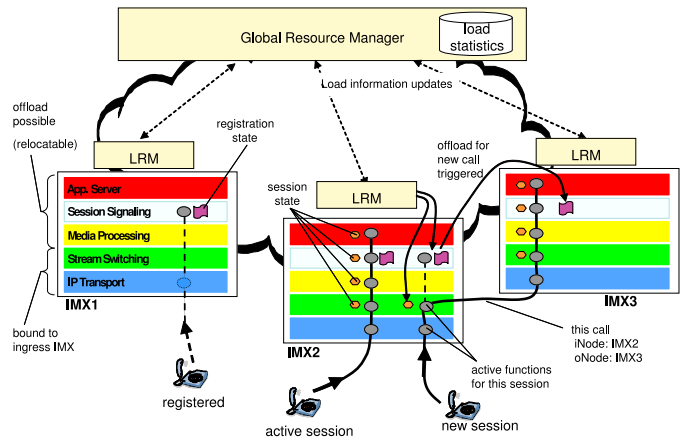 Global Resource Manager
load
statistics
Load information updates
offload
possible
(relocatable)
registration
state
LRM
offload for
new call
triggered
LRM
App. Server
Session Signaling
Media Processing
Stream Switching
IP Transport
IMX1
session
state
LRM
IMX3
bound to
ingress IMX
IMX2
this call
iNode: IMX2
oNode: IMX3
active functions
for this session
registered
active session
new session